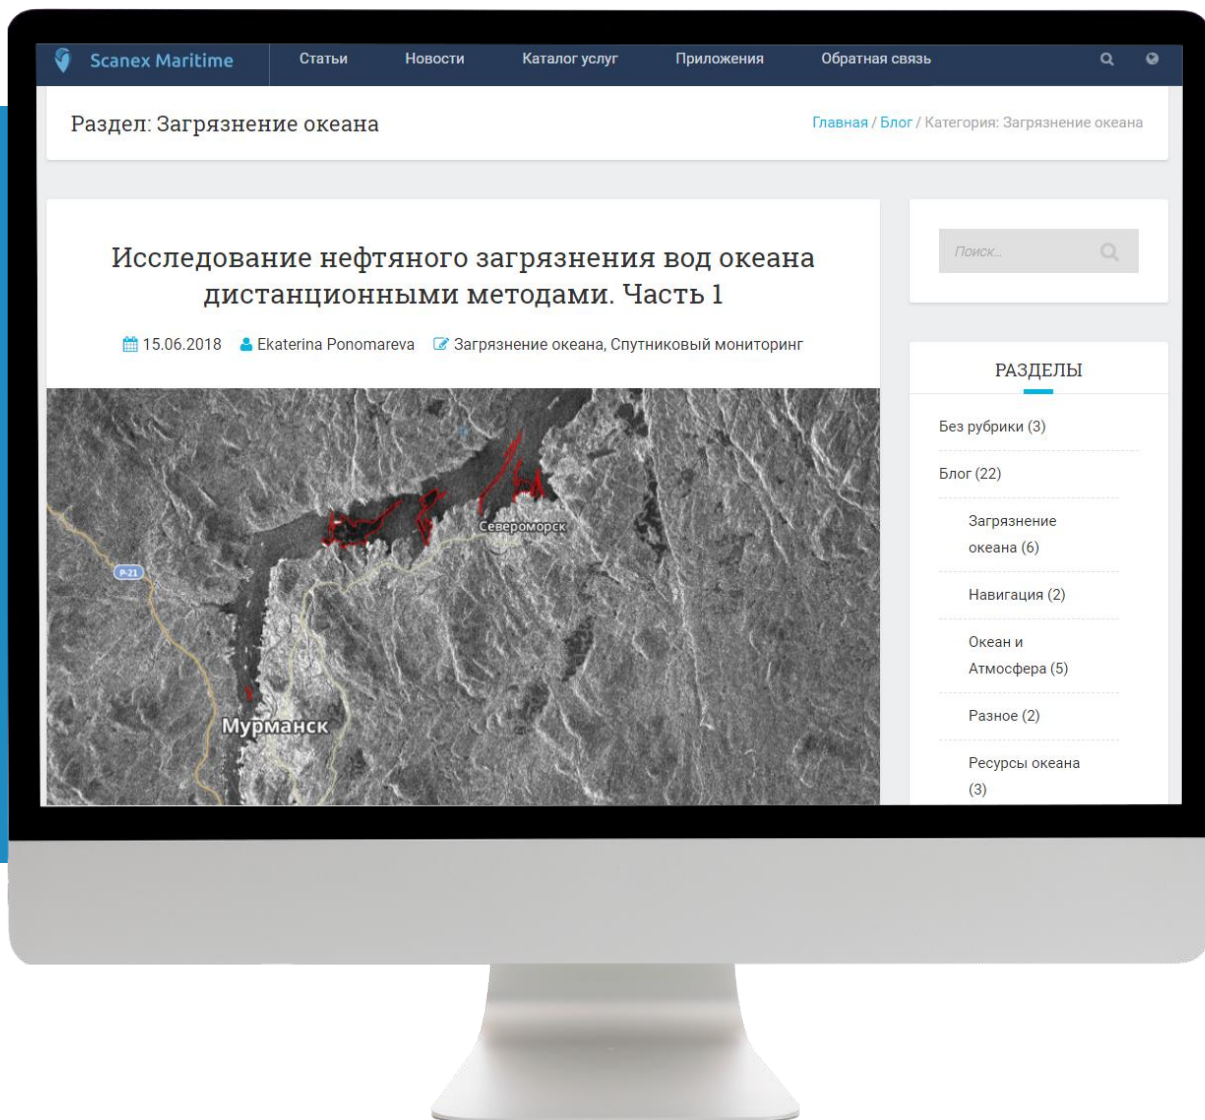 Scanex Maritime Статьи Новости Каталог услуг Приложения Обратная связь
Раздел: Загрязнение океана
Главная / Блог / Категория: Загрязнение океана
Исследование нефтяного загрязнения вод океана
дистанционными методами. Часть 1
15.06.2018 Ekaterina Ponomareva Загрязнение океана, Спутниковый мониторинг
Североморск
P-21
Мурманск
Поиск...
РАЗДЕЛЫ
Без рубрики (3)
Блог (22)
Загрязнение
океана (6)
Навигация (2)
Океан и
Атмосфера (5)
Разное (2)
Ресурсы океана
(3)